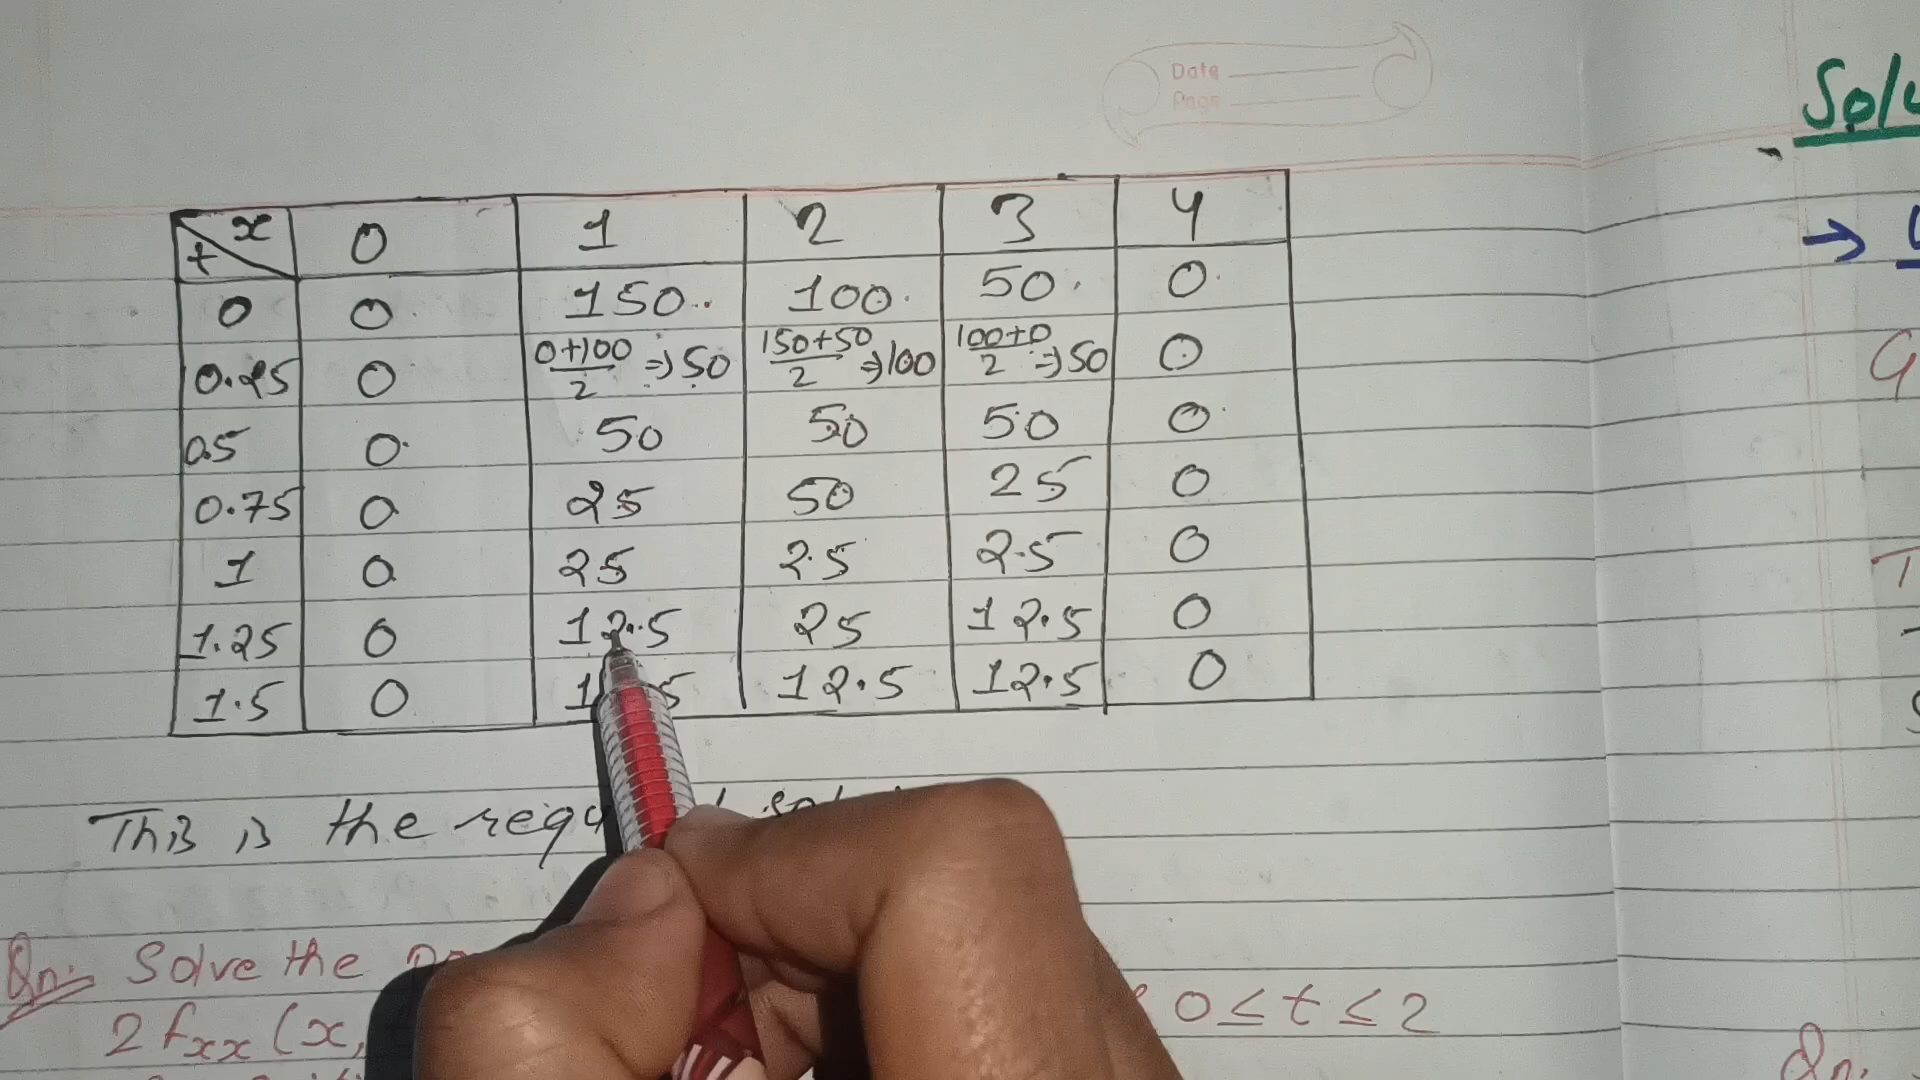 Date
Page
x 0 1 2 3 4
t
0 0 150 100 50 0
0.25 0 0+100/2 ⇒ 50 150+50/2 ⇒ 100 100+0/2 ⇒ 50 0
0.5 0 50 50 50 0
0.75 0 25 50 25 0
1 0 25 25 25 0
1.25 0 12.5 25 12.5 0
1.5 0 12.5 12.5 0
This is the
Qn:- Solve the
2 fxx (x, 0 ≤ t ≤ 2
→
Qn.